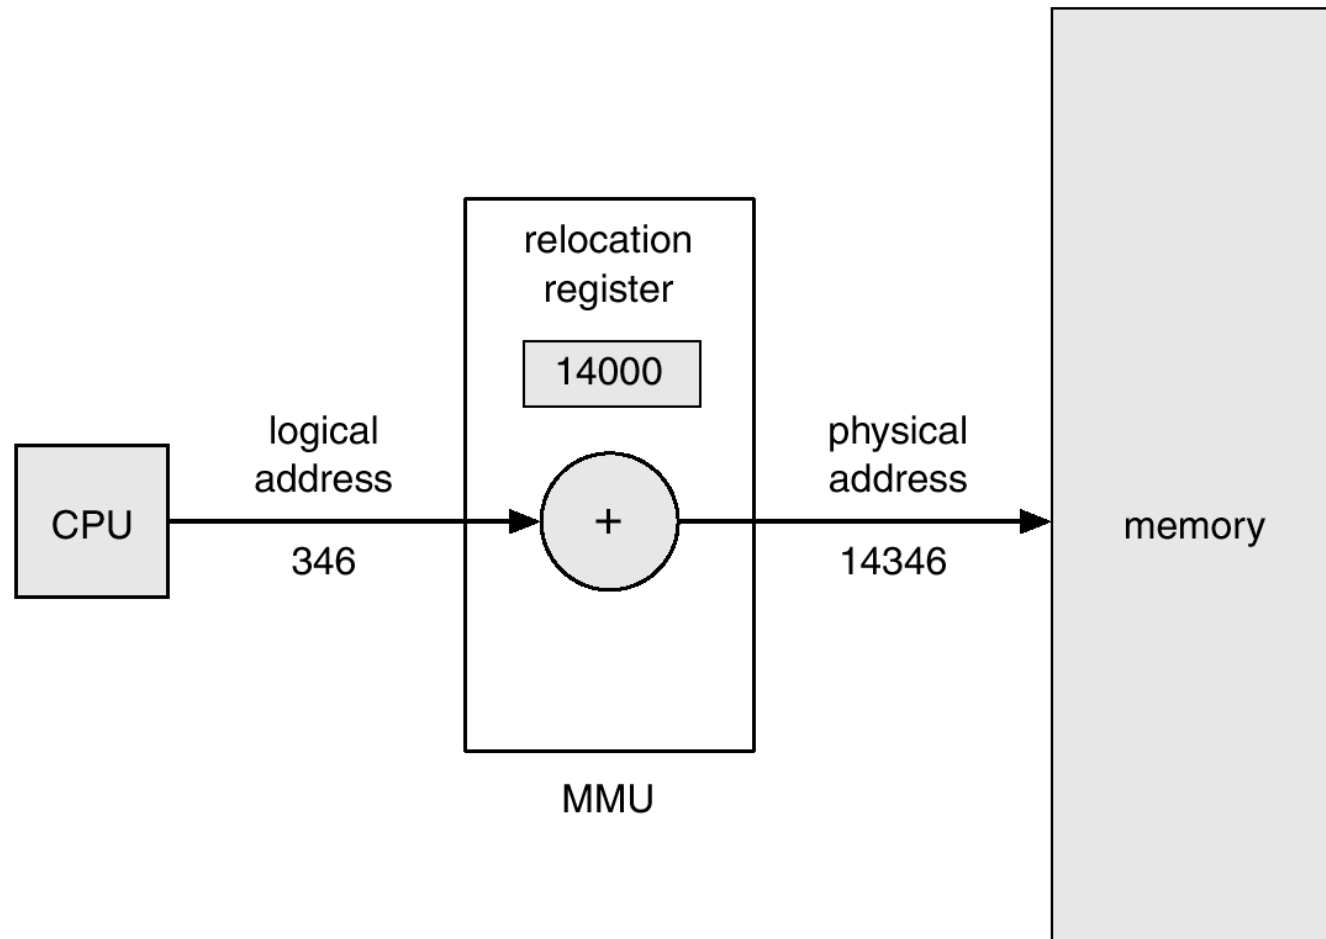 relocation
register
14000
logical
address
physical
address
CPU
+
memory
346
14346
MMU